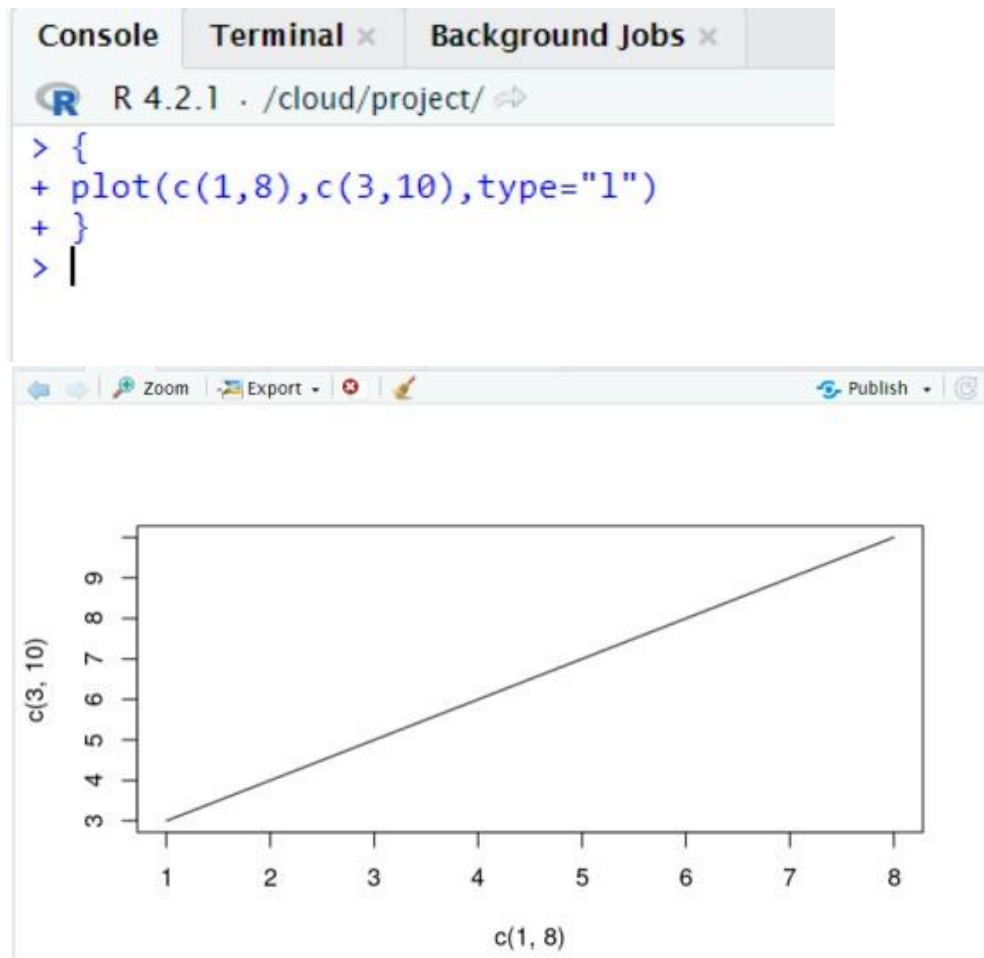 Console Terminal × Background Jobs ×
R R 4.2.1 · /cloud/project/
> {
+ plot(c(1,8),c(3,10),type="l")
+ }
>
Zoom Export Publish
9
8
7
6
5
4
3
c(3, 10)
1 2 3 4 5 6 7 8
c(1, 8)